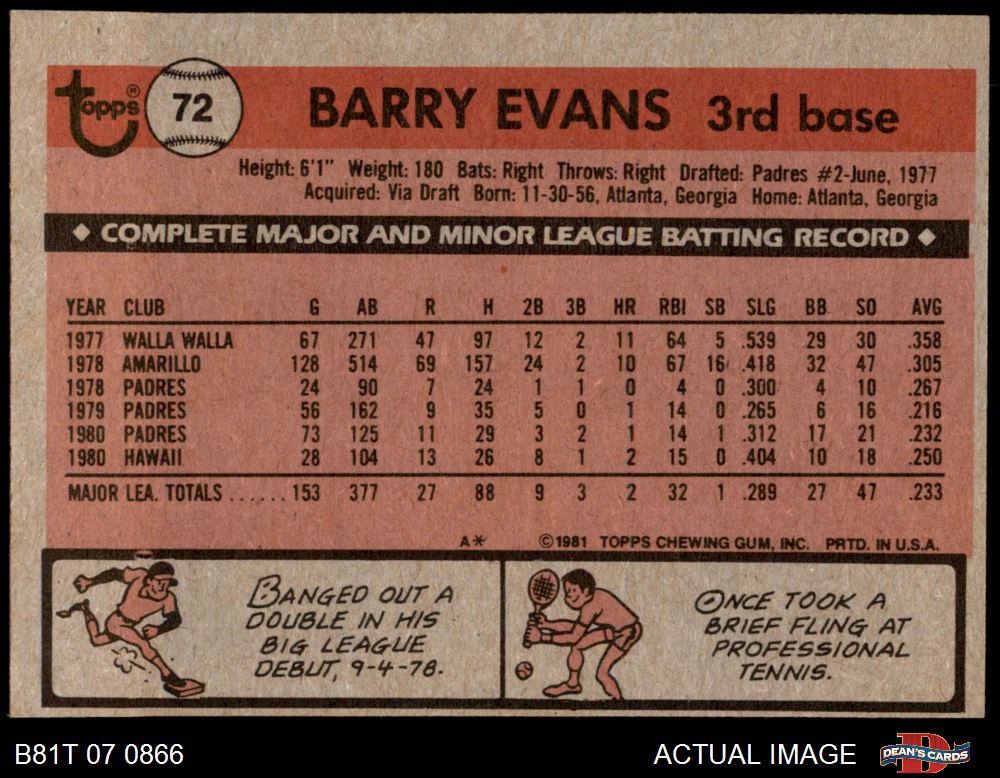 topps®
72
BARRY EVANS 3rd base
Height: 6'1" Weight: 180 Bats: Right Throws: Right Drafted: Padres #2-June, 1977
Acquired: Via Draft Born: 11-30-56, Atlanta, Georgia Home: Atlanta, Georgia
◆ COMPLETE MAJOR AND MINOR LEAGUE BATTING RECORD ◆
YEAR CLUB G AB R H 2B 3B HR RBI SB SLG BB SO AVG
1977 WALLA WALLA 67 271 47 97 12 2 11 64 5 .539 29 30 .358
1978 AMARILLO 128 514 69 157 24 2 10 67 16 .418 32 47 .305
1978 PADRES 24 90 7 24 1 1 0 4 0 .300 4 10 .267
1979 PADRES 56 162 9 35 5 0 1 14 0 .265 6 16 .216
1980 PADRES 73 125 11 29 3 2 1 14 1 .312 17 21 .232
1980 HAWAII 28 104 13 26 8 1 2 15 0 .404 10 18 .250
MAJOR LEA. TOTALS ...... 153 377 27 88 9 3 2 32 1 .289 27 47 .233
A* ©1981 TOPPS CHEWING GUM, INC. PRTD. IN U.S.A.
BANGED OUT A
DOUBLE IN HIS
BIG LEAGUE
DEBUT, 9-4-78.
ONCE TOOK A
BRIEF FLING AT
PROFESSIONAL
TENNIS.
B81T 07 0866
ACTUAL IMAGE
DEAN'S CARDS